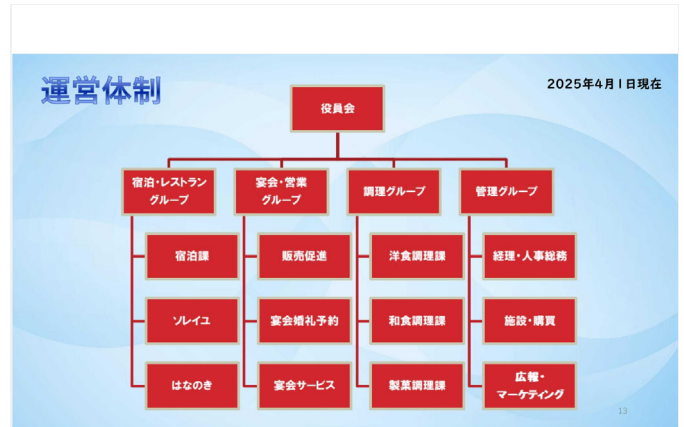 運営体制
2025年4月1日現在
役員会
宿泊・レストラン
グループ
宴会・営業
グループ
調理グループ
管理グループ
宿泊課
販売促進
洋食調理課
経理・人事総務
ソレイユ
宴会婚礼予約
和食調理課
施設・購買
はなのき
宴会サービス
製菓調理課
広報・
マーケティング
13